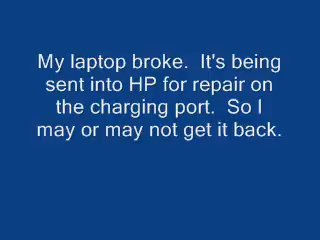 My laptop broke.  It's being
sent into HP for repair on
the charging port.  So I
may or may not get it back.